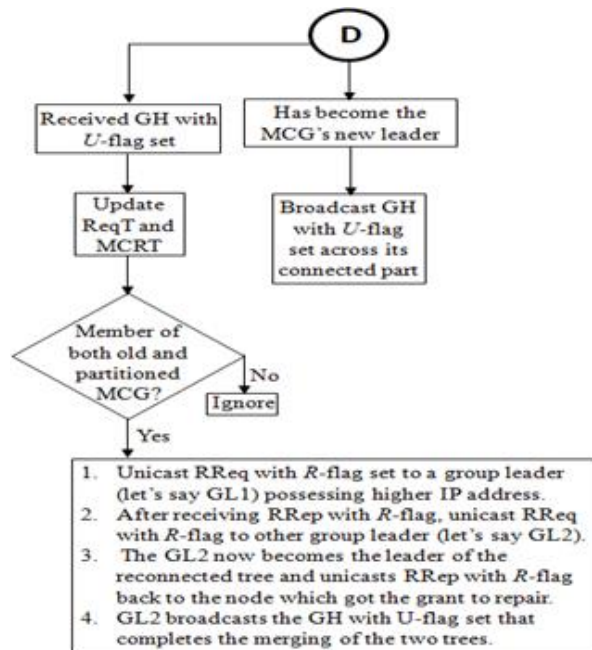 D
Received GH with
U-flag set
Has become the
MCG's new leader
Update
ReqT and
MCRT
Broadcast GH
with U-flag
set across its
connected part
Member of
both old and
partitioned
MCG?
No
Ignore
Yes
1. Unicast RReq with R-flag set to a group leader
(let's say GL1) possessing higher IP address.
2. After receiving RRep with R-flag, unicast RReq
with R-flag to other group leader (let's say GL2).
3. The GL2 now becomes the leader of the
reconnected tree and unicasts RRep with R-flag
back to the node which got the grant to repair.
4. GL2 broadcasts the GH with U-flag set that
completes the merging of the two trees.